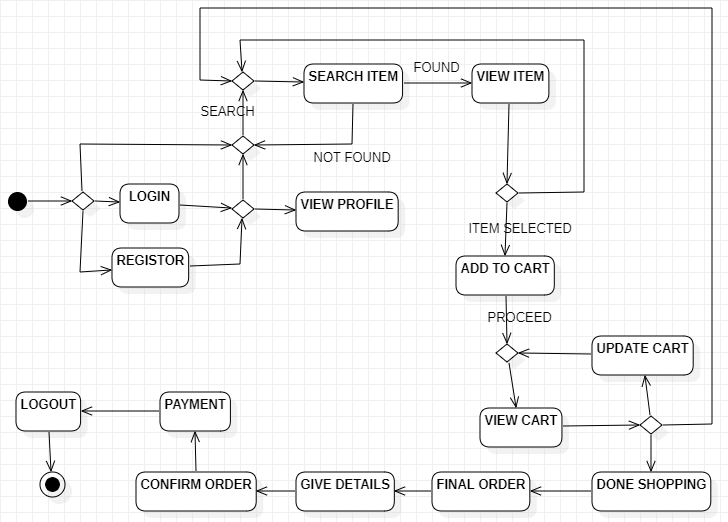 SEARCH ITEM
FOUND
VIEW ITEM
SEARCH
NOT FOUND
LOGIN
VIEW PROFILE
ITEM SELECTED
REGISTOR
ADD TO CART
PROCEED
UPDATE CART
LOGOUT
PAYMENT
VIEW CART
CONFIRM ORDER
GIVE DETAILS
FINAL ORDER
DONE SHOPPING